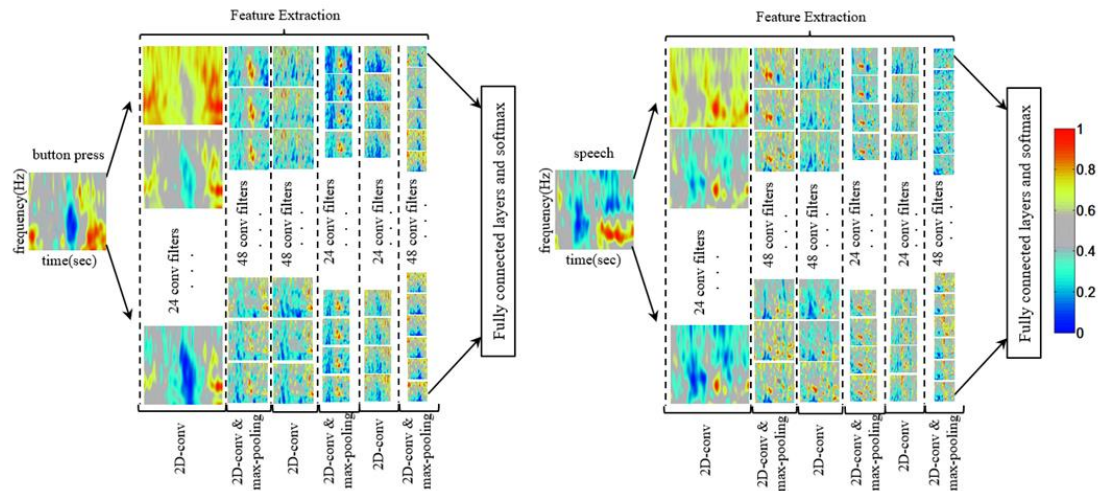 Feature Extraction
button press
frequency(Hz)
time(sec)
24 conv filters
48 conv filters
48 conv filters
24 conv filters
24 conv filters
48 conv filters
Fully connected layers and softmax
2D-conv
2D-conv &
max-pooling
2D-conv
2D-conv &
max-pooling
2D-conv
2D-conv &
max-pooling
Feature Extraction
speech
frequency(Hz)
time(sec)
24 conv filters
48 conv filters
48 conv filters
24 conv filters
24 conv filters
48 conv filters
Fully connected layers and softmax
2D-conv
2D-conv &
max-pooling
2D-conv
2D-conv &
max-pooling
2D-conv
2D-conv &
max-pooling
1
0.8
0.6
0.4
0.2
0